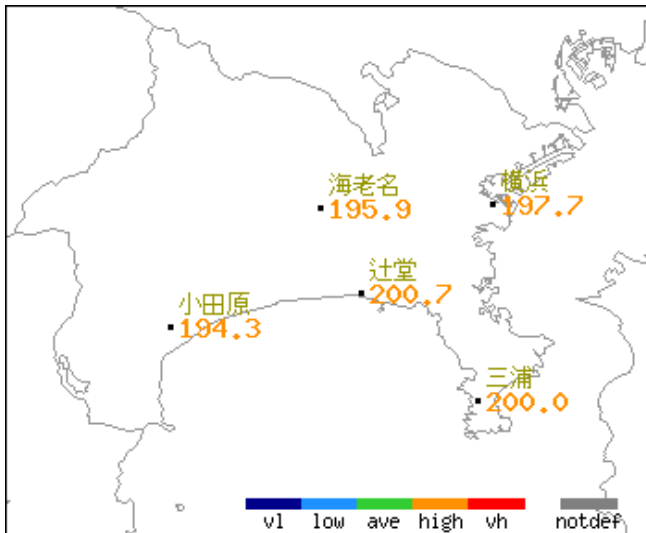 海老名
195.9
横浜
197.7
辻堂
200.7
小田原
194.3
三浦
200.0
vl low ave high vh notdef